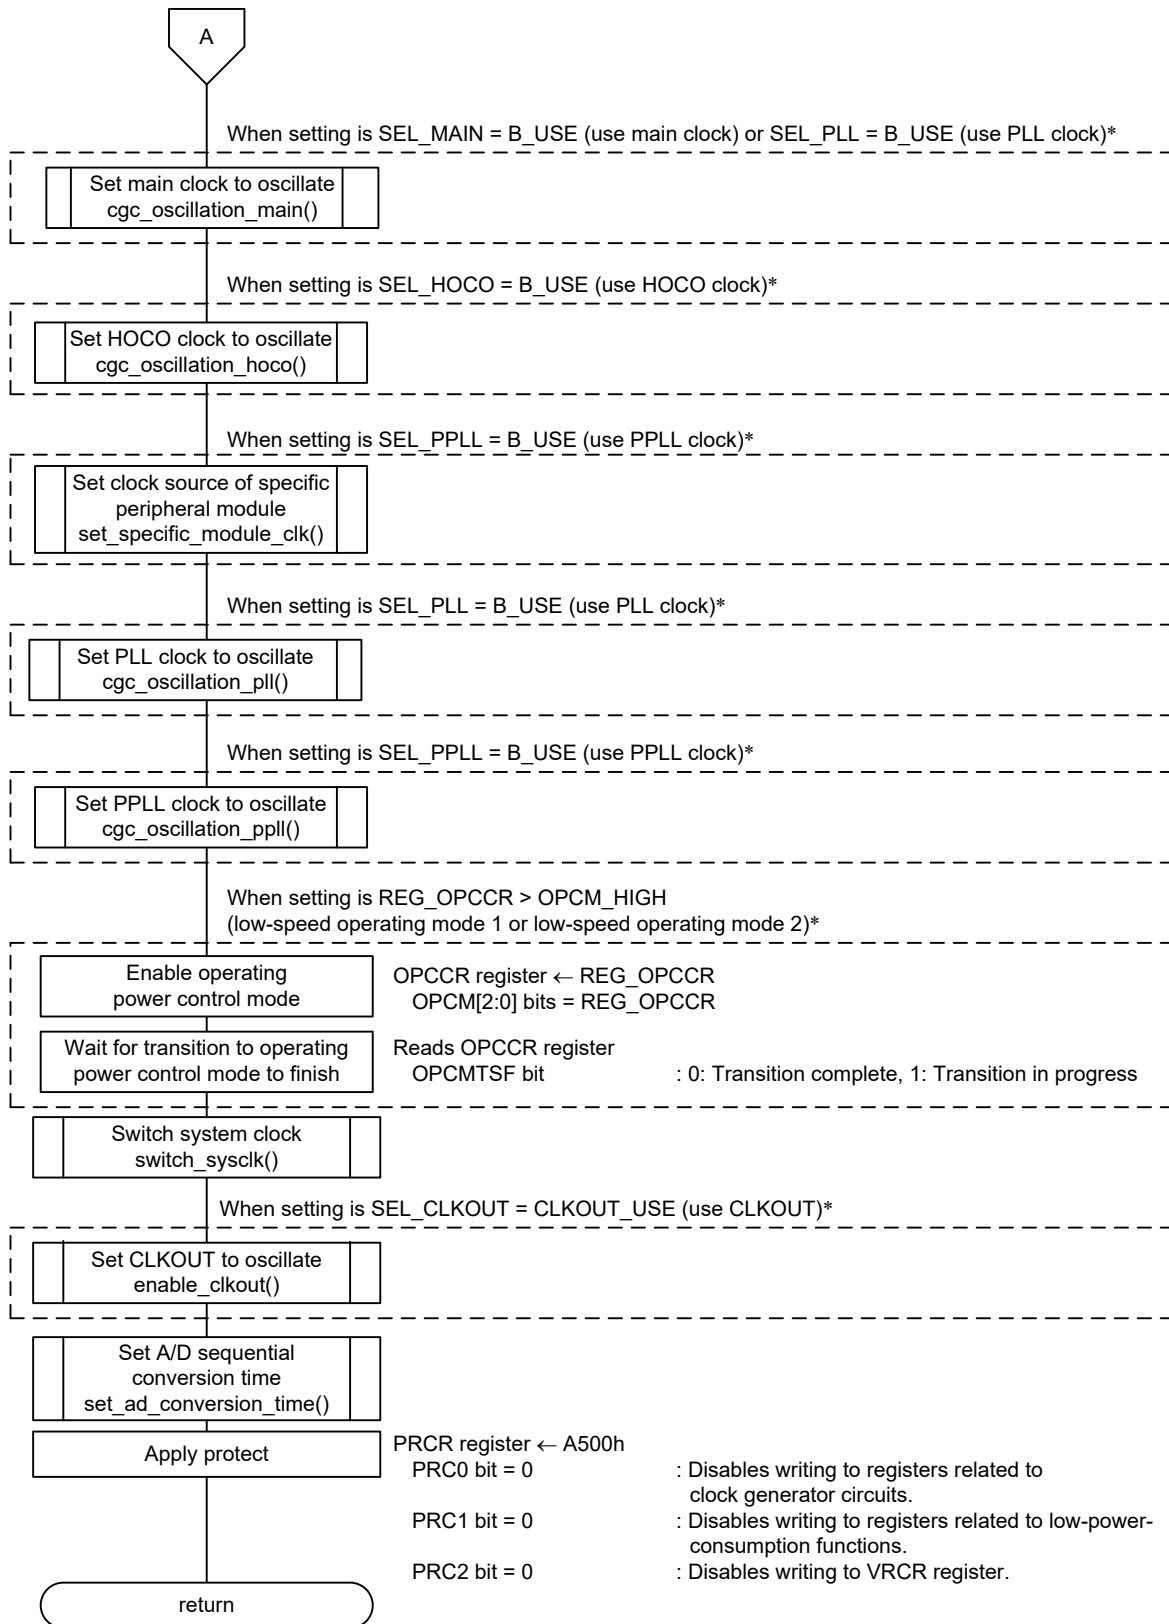 A
When setting is SEL_MAIN = B_USE (use main clock) or SEL_PLL = B_USE (use PLL clock)*
Set main clock to oscillate
cgc_oscillation_main()
When setting is SEL_HOCO = B_USE (use HOCO clock)*
Set HOCO clock to oscillate
cgc_oscillation_hoco()
When setting is SEL_PPLL = B_USE (use PPLL clock)*
Set clock source of specific
peripheral module
set_specific_module_clk()
When setting is SEL_PLL = B_USE (use PLL clock)*
Set PLL clock to oscillate
cgc_oscillation_pll()
When setting is SEL_PPLL = B_USE (use PPLL clock)*
Set PPLL clock to oscillate
cgc_oscillation_ppll()
When setting is REG_OPCCR > OPCM_HIGH
(low-speed operating mode 1 or low-speed operating mode 2)*
Enable operating
power control mode
OPCCR register ← REG_OPCCR
OPCM[2:0] bits = REG_OPCCR
Wait for transition to operating
power control mode to finish
Reads OPCCR register
OPCMTSF bit : 0: Transition complete, 1: Transition in progress
Switch system clock
switch_sysclk()
When setting is SEL_CLKOUT = CLKOUT_USE (use CLKOUT)*
Set CLKOUT to oscillate
enable_clkout()
Set A/D sequential
conversion time
set_ad_conversion_time()
Apply protect
PRCR register ← A500h
PRC0 bit = 0 : Disables writing to registers related to
clock generator circuits.
PRC1 bit = 0 : Disables writing to registers related to low-power-
consumption functions.
PRC2 bit = 0 : Disables writing to VRCR register.
return